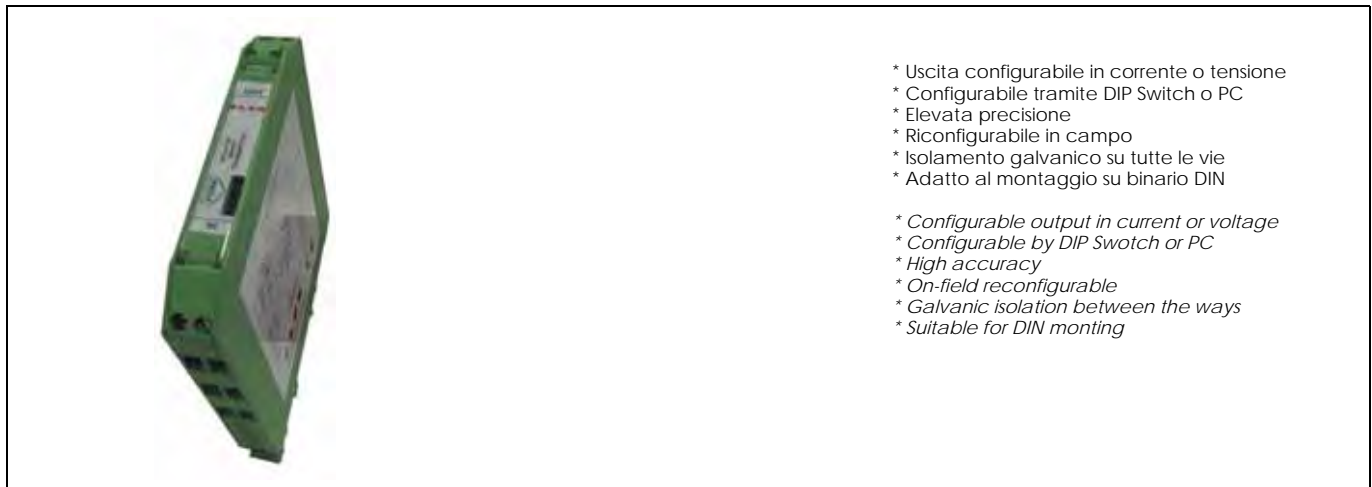 * Uscita configurabile in corrente o tensione
* Configurabile tramite DIP Switch o PC
* Elevata precisione
* Riconfigurabile in campo
* Isolamento galvanico su tutte le vie
* Adatto al montaggio su binario DIN
* Configurable output in current or voltage
* Configurable by DIP Swotch or PC
* High accuracy
* On-field reconfigurable
* Galvanic isolation between the ways
* Suitable for DIN monting